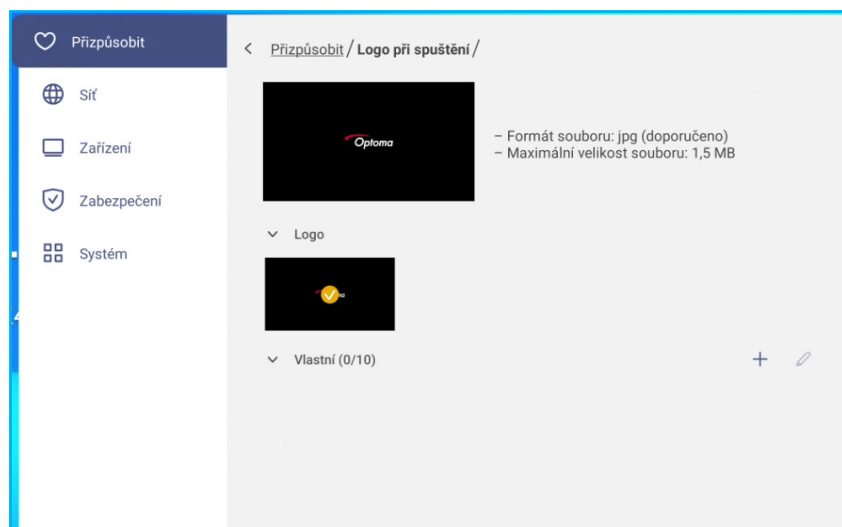 Přizpůsobit
Přizpůsobit / Logo při spuštění /
Síť
Zařízení
Zabezpečení
Systém
Optoma
– Formát souboru: jpg (doporučeno)
– Maximální velikost souboru: 1,5 MB
Logo
Vlastní (0/10)